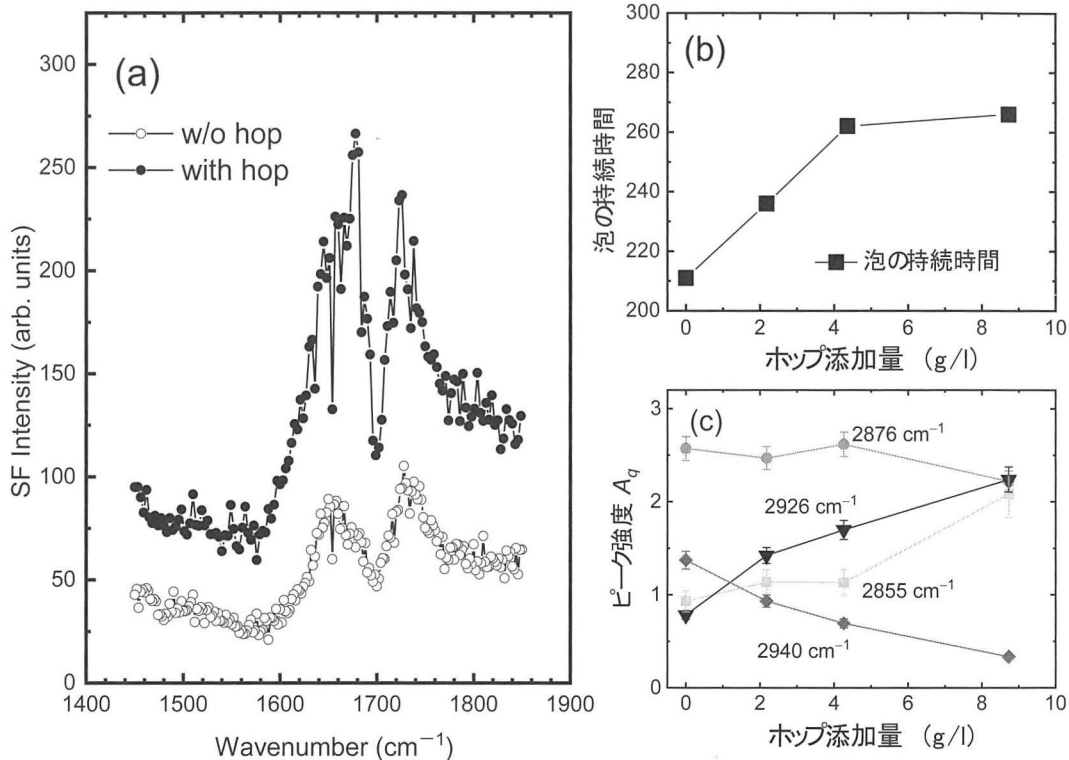 (a)
w/o hop
with hop
SF Intensity (arb. units)
300
250
200
150
100
50
0
1400 1500 1600 1700 1800 1900
Wavenumber (cm⁻¹)
(b)
泡の持続時間
300
280
260
240
220
200
泡の持続時間
0 2 4 6 8 10
ホップ添加量 (g/l)
(c)
ピーク強度 Aq
3
2
1
0
2876 cm⁻¹
2926 cm⁻¹
2855 cm⁻¹
2940 cm⁻¹
0 2 4 6 8 10
ホップ添加量 (g/l)